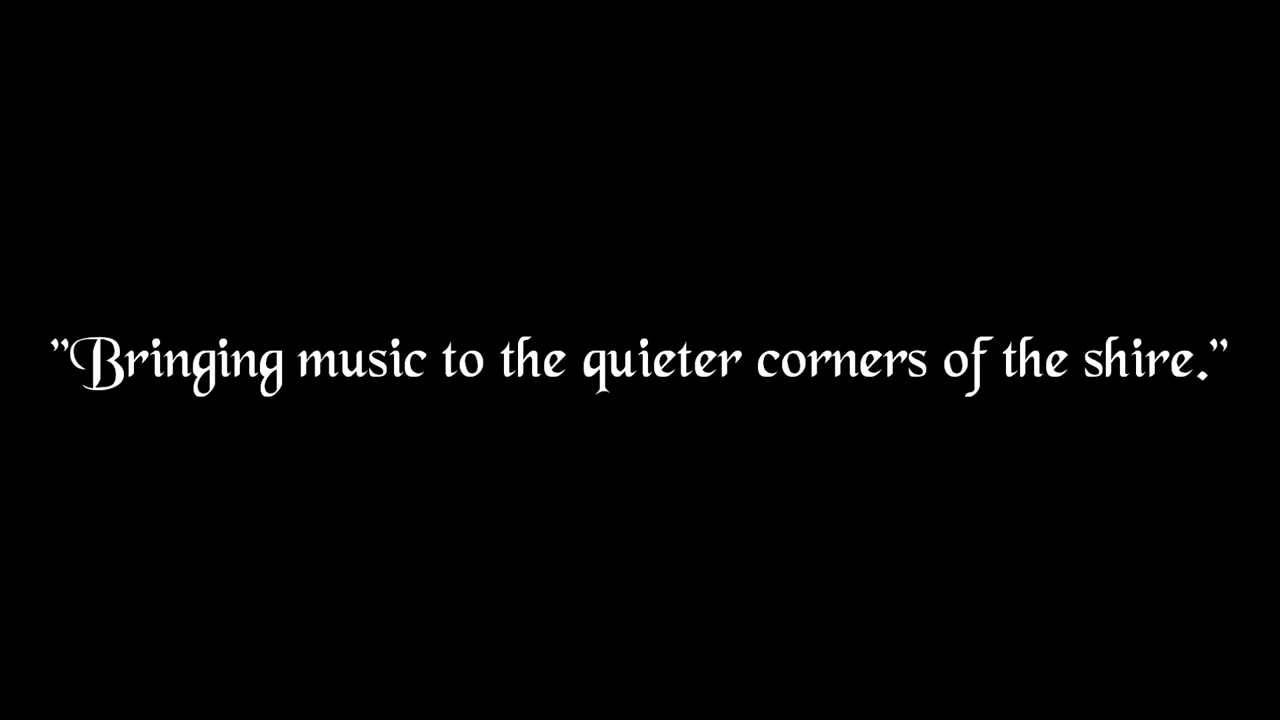 "Bringing music to the quieter corners of the shire."